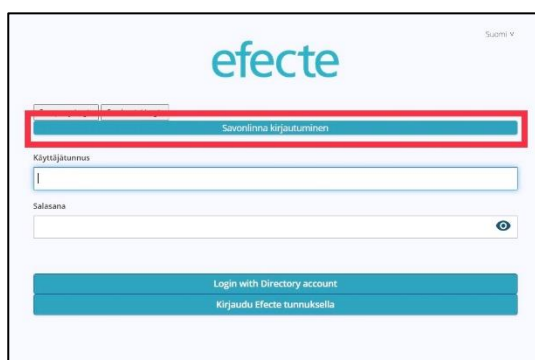 Suomi ∨
efecte
Savonlinna kirjautuminen
Käyttäjätunnus
Salasana
Login with Directory account
Kirjaudu Efecte tunnuksella